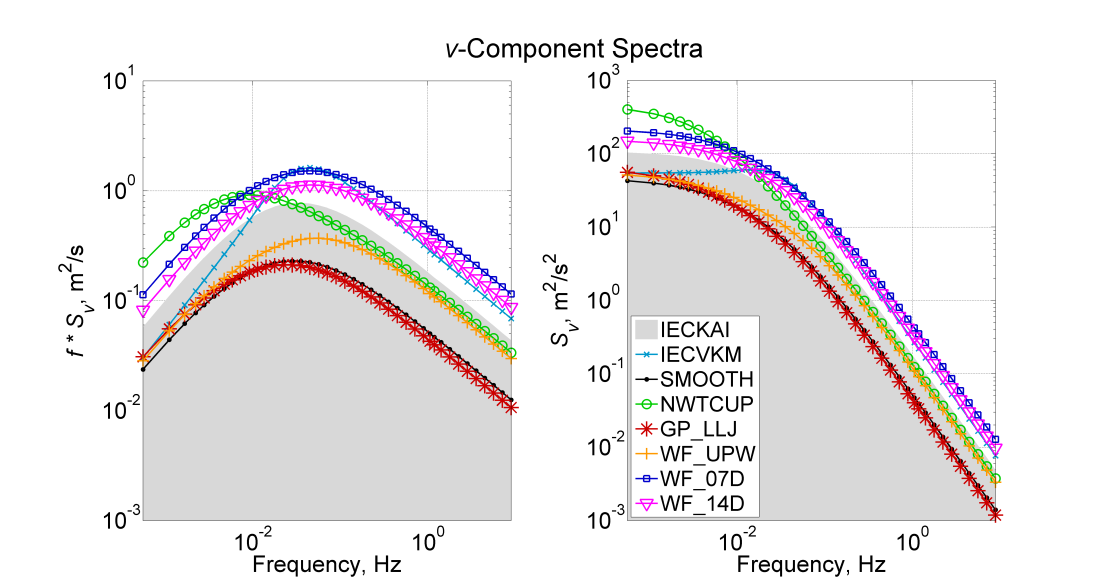 v-Component Spectra
10^1
10^0
10^-1
10^-2
10^-3
f * S_v, m^2/s
10^-2
10^0
Frequency, Hz
10^3
10^2
10^1
10^0
10^-1
10^-2
10^-3
S_v, m^2/s^2
IECKAI
IECVKM
SMOOTH
NWTCUP
GP_LLJ
WF_UPW
WF_07D
WF_14D
10^-2
10^0
Frequency, Hz